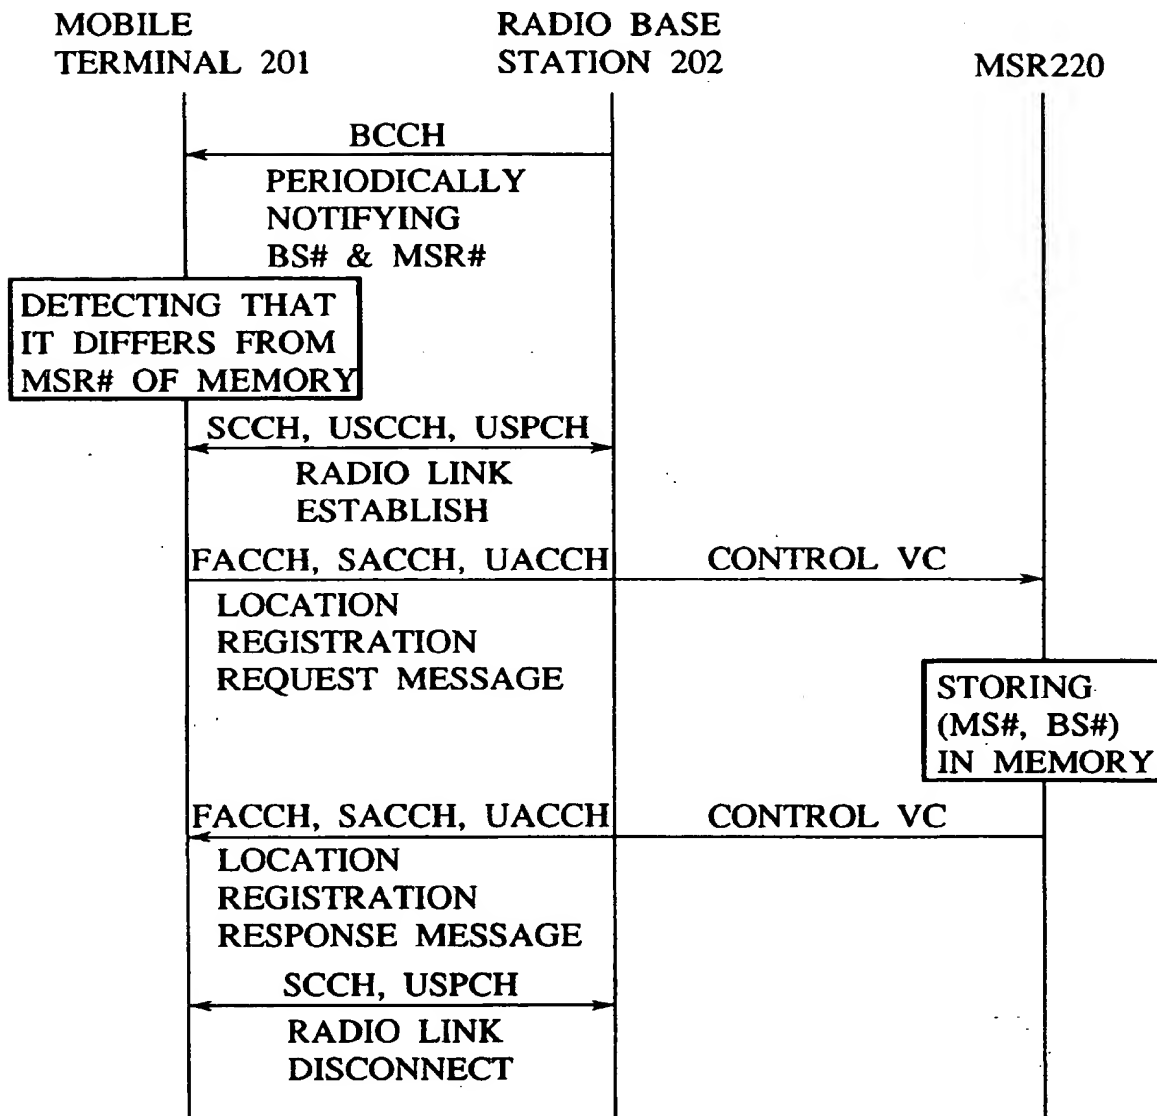 MOBILE
TERMINAL 201
RADIO BASE
STATION 202
MSR220
BCCH
PERIODICALLY
NOTIFYING
BS# & MSR#
DETECTING THAT
IT DIFFERS FROM
MSR# OF MEMORY
SCCH, USCCH, USPCH
RADIO LINK
ESTABLISH
FACCH, SACCH, UACCH
CONTROL VC
LOCATION
REGISTRATION
REQUEST MESSAGE
STORING
(MS#, BS#)
IN MEMORY
FACCH, SACCH, UACCH
CONTROL VC
LOCATION
REGISTRATION
RESPONSE MESSAGE
SCCH, USPCH
RADIO LINK
DISCONNECT